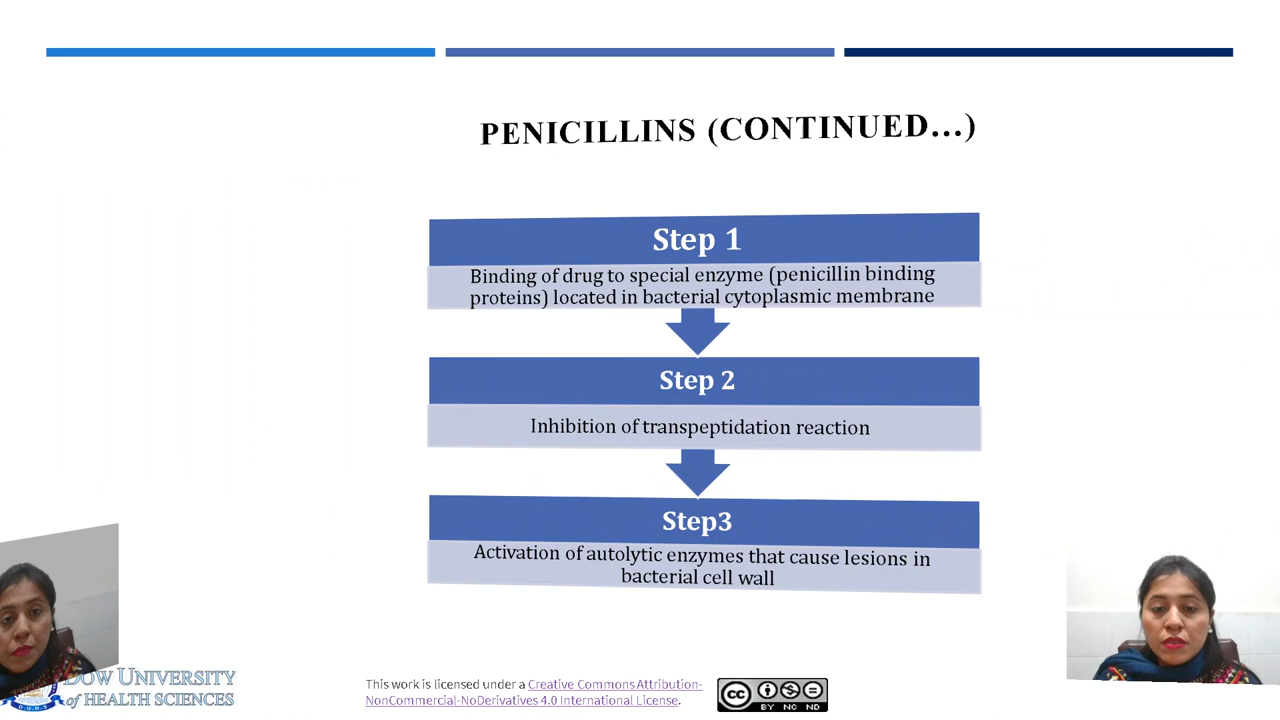 PENICILLINS (CONTINUED...)
Step 1
Binding of drug to special enzyme (penicillin binding
proteins) located in bacterial cytoplasmic membrane
Step 2
Inhibition of transpeptidation reaction
Step3
Activation of autolytic enzymes that cause lesions in
bacterial cell wall
DOW UNIVERSITY
of HEALTH SCIENCES
This work is licensed under a Creative Commons Attribution-
NonCommercial-NoDerivatives 4.0 International License.
cc
BY NC ND